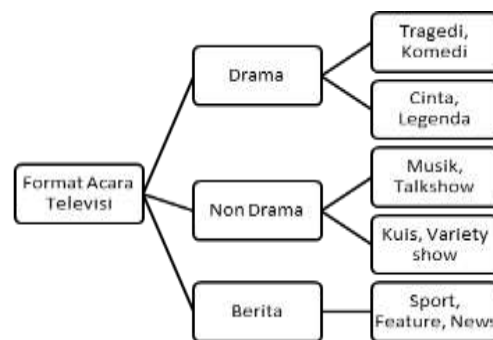 Format Acara
Televisi
Drama
Tragedi,
Komedi
Cinta,
Legenda
Non Drama
Musik,
Talkshow
Kuis, Variety
show
Berita
Sport,
Feature, News